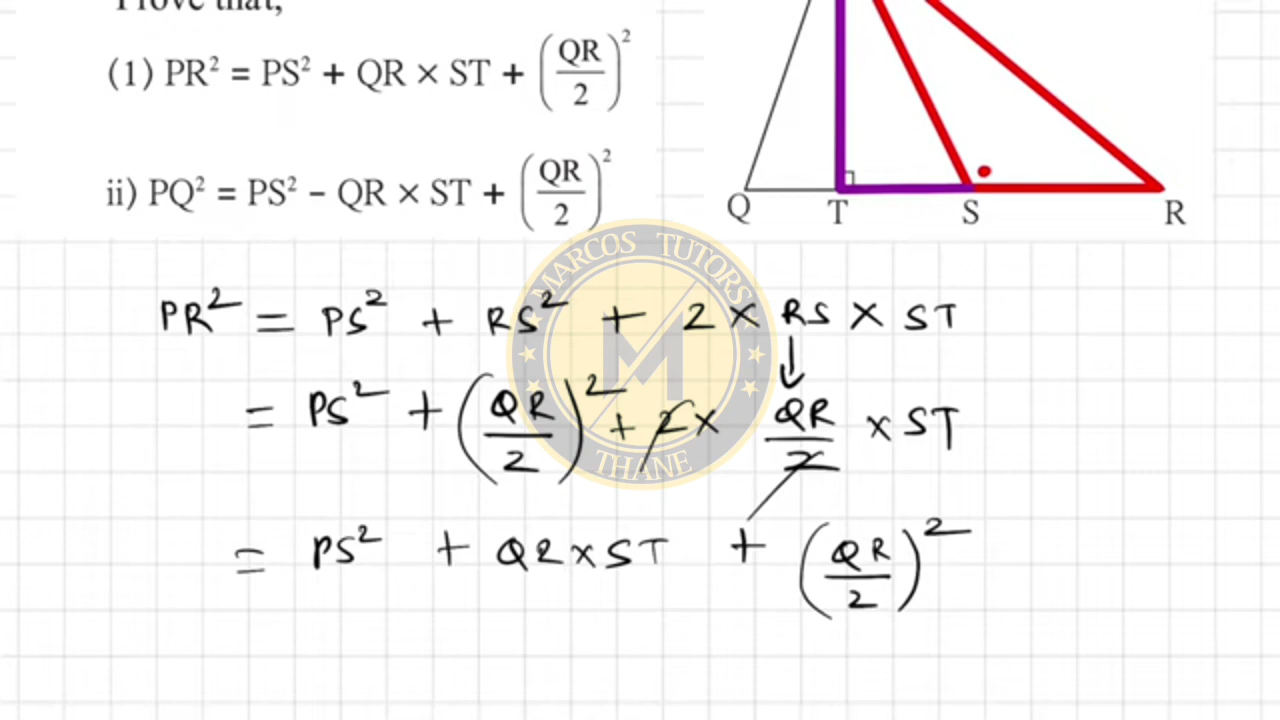 Prove that,
(1) PR² = PS² + QR × ST + (QR/2)²
ii) PQ² = PS² − QR × ST + (QR/2)²
Q T S R
MARCOS TUTORS
M
THANE
PR² = PS² + RS² + 2 × RS × ST
= PS² + (QR/2)² + 2 × QR/2 × ST
= PS² + QR × ST + (QR/2)²